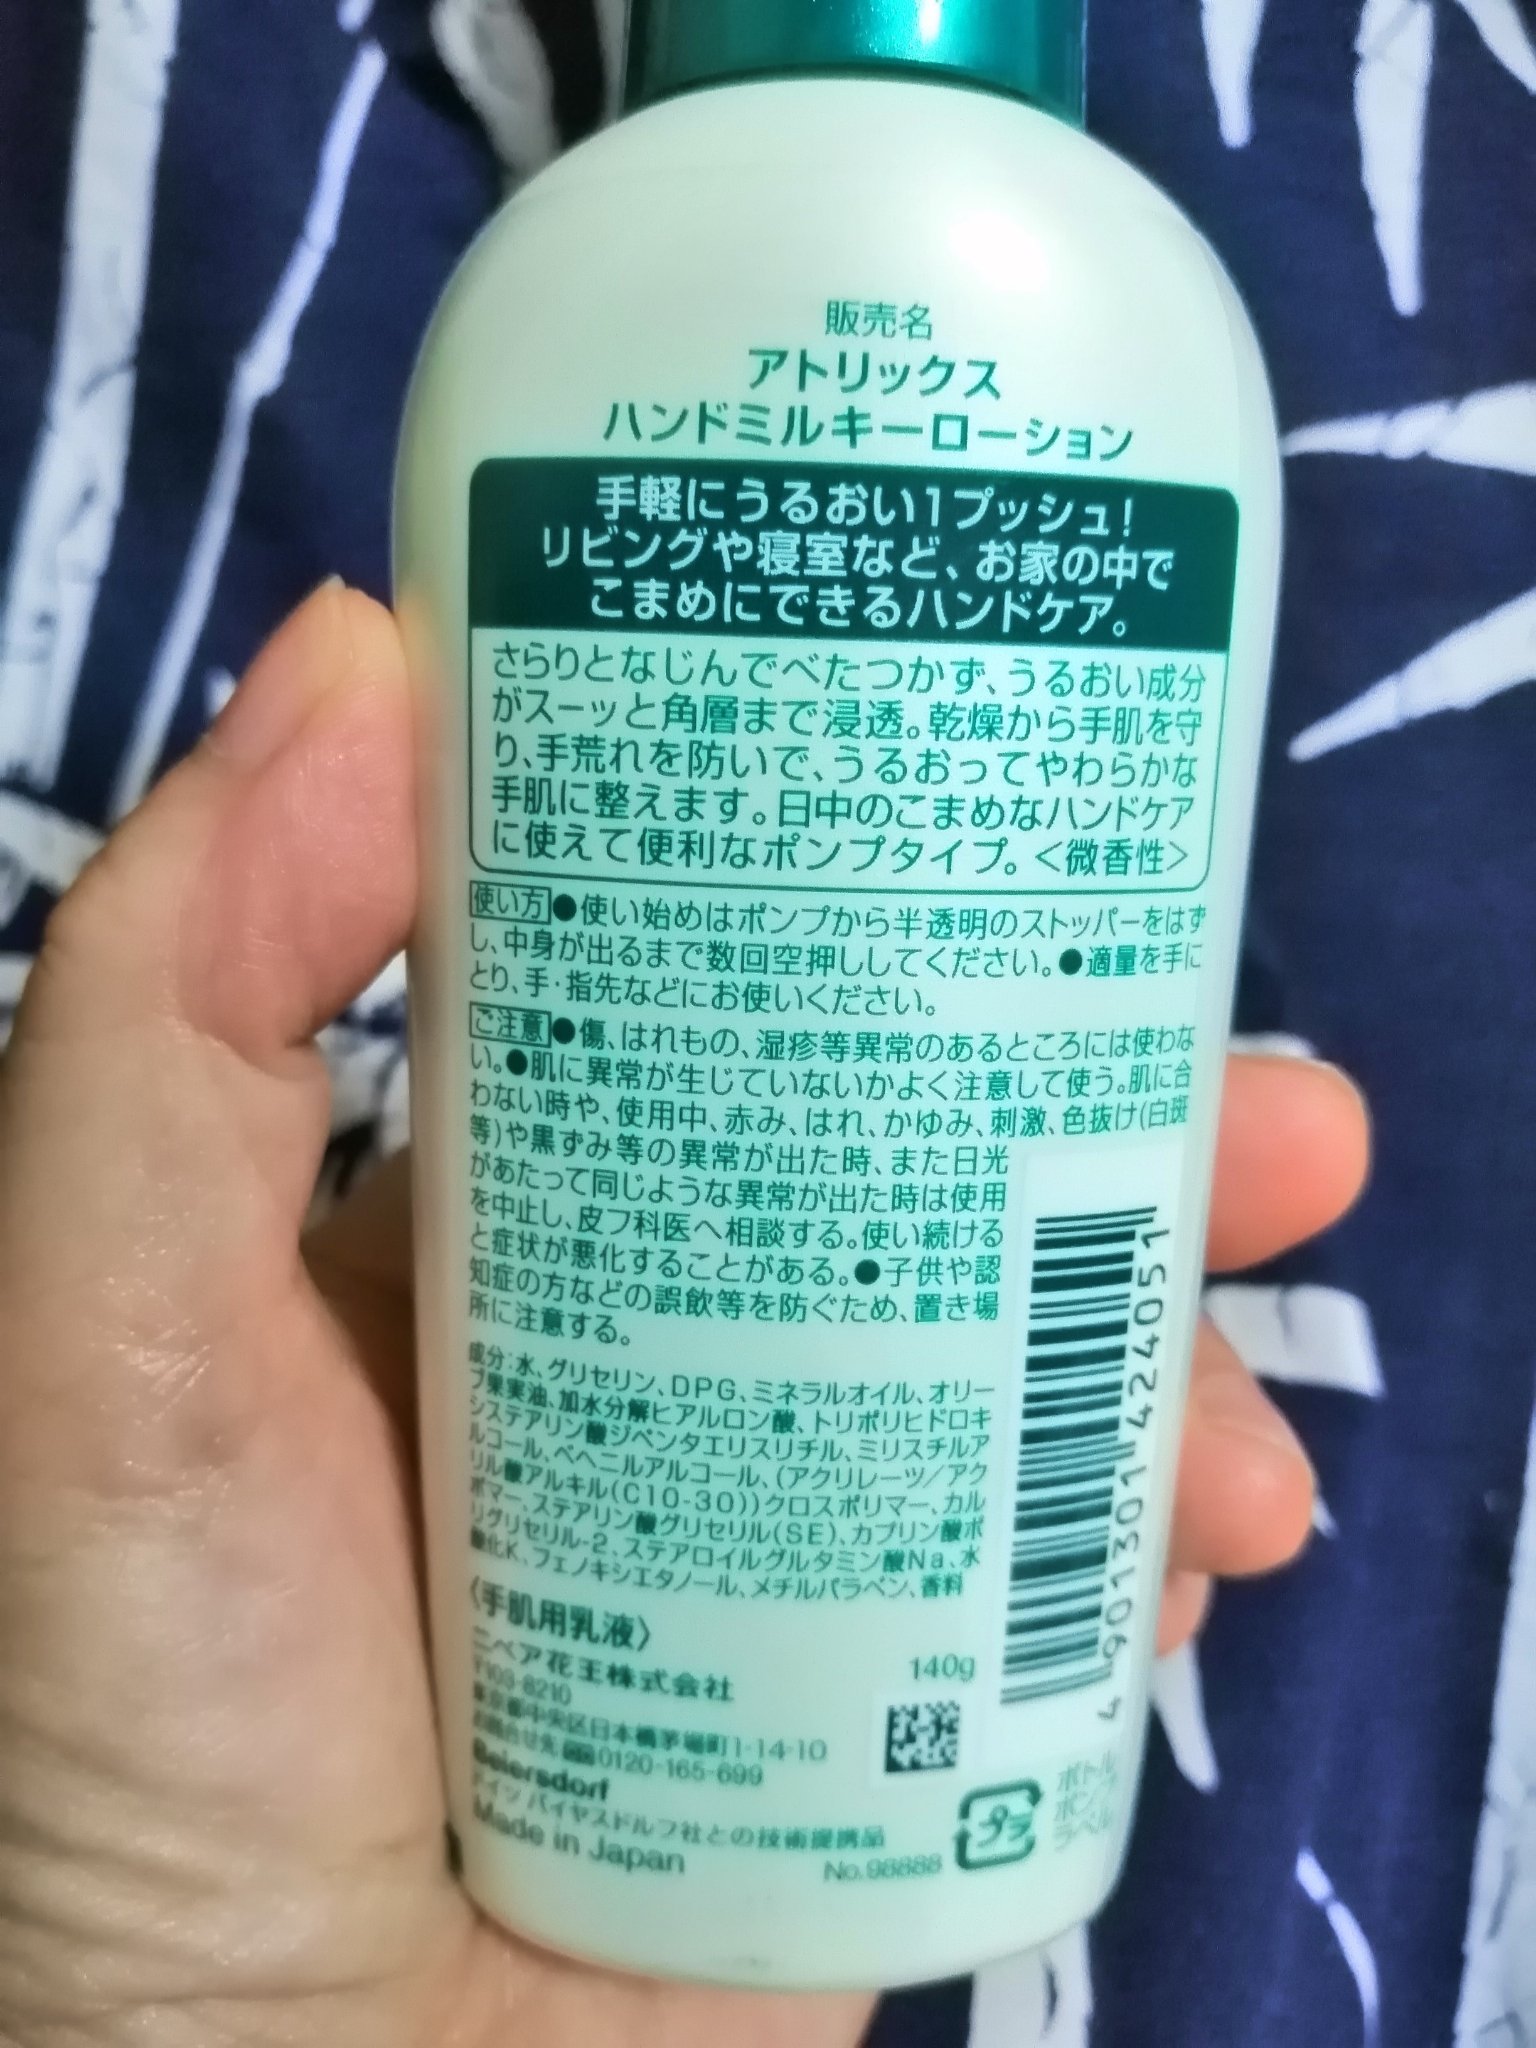 販売名
アトリックス
ハンドミルキーローション
手軽にうるおい1プッシュ!
リビングや寝室など、お家の中で
こまめにできるハンドケア。
さらりとなじんでべたつかず、うるおい成分
がスーッと角層まで浸透。乾燥から手肌を守
り、手荒れを防いで、うるおってやわらかな
手肌に整えます。日中のこまめなハンドケア
に使えて便利なポンプタイプ。<微香性>
使い方●使い始めはポンプから半透明のストッパーをはず
し、中身が出るまで数回空押ししてください。●適量を手に
とり、手・指先などにお使いください。
ご注意●傷、はれもの、湿疹等異常のあるところには使わな
い。●肌に異常が生じていないかよく注意して使う。肌に合
わない時や、使用中、赤み、はれ、かゆみ、刺激、色抜け(白斑
等)や黒ずみ等の異常が出た時、また日光
があたって同じような異常が出た時は使用
を中止し、皮フ科医へ相談する。使い続ける
と症状が悪化することがある。●子供や認
知症の方などの誤飲等を防ぐため、置き場
所に注意する。
成分:水、グリセリン、DPG、ミネラルオイル、オリー
ブ果実油、加水分解ヒアルロン酸、トリポリヒドロキ
システアリン酸ジペンタエリスリチル、ミリスチルア
ルコール、ベヘニルアルコール、(アクリレーツ/アク
リル酸アルキル(C10-30))クロスポリマー、カル
ボマー、ステアリン酸グリセリル(SE)、カプリン酸ポ
リグリセリル-2、ステアロイルグルタミン酸Na、水
酸化K、フェノキシエタノール、メチルパラベン、香料
〈手肌用乳液〉
ニベア花王株式会社
140g
〒103-8210
東京都中央区日本橋茅場町1-14-10
お問合せ先 0120-165-699
Beiersdorf
ドイツ バイヤスドルフ社との技術提携品
Made in Japan
No.98888
プラ
ボトル
ポンプ
ラベル
4901301424051